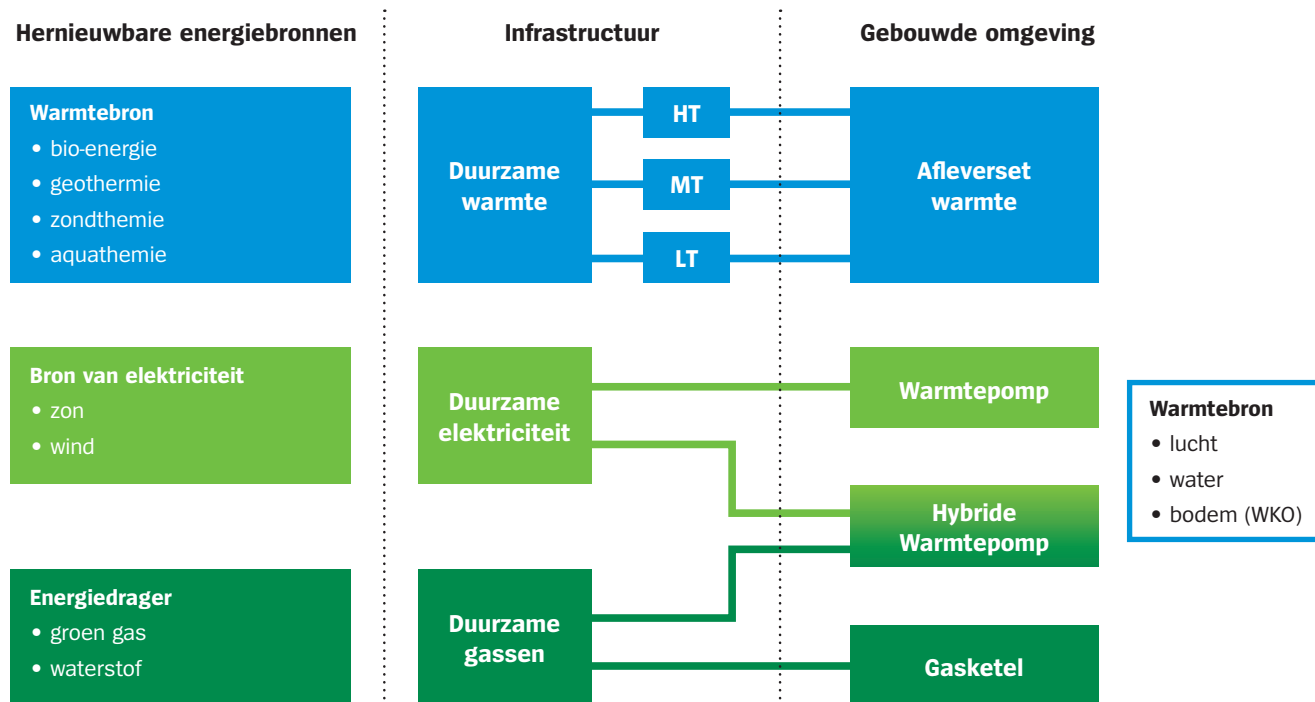 Hernieuwbare energiebronnen
Infrastructuur
Gebouwde omgeving
Warmtebron
• bio-energie
• geothermie
• zondthemie
• aquathemie
Duurzame
warmte
HT
MT
LT
Afleverset
warmte
Bron van elektriciteit
• zon
• wind
Duurzame
elektriciteit
Warmtepomp
Hybride
Warmtepomp
Warmtebron
• lucht
• water
• bodem (WKO)
Energiedrager
• groen gas
• waterstof
Duurzame
gassen
Gasketel